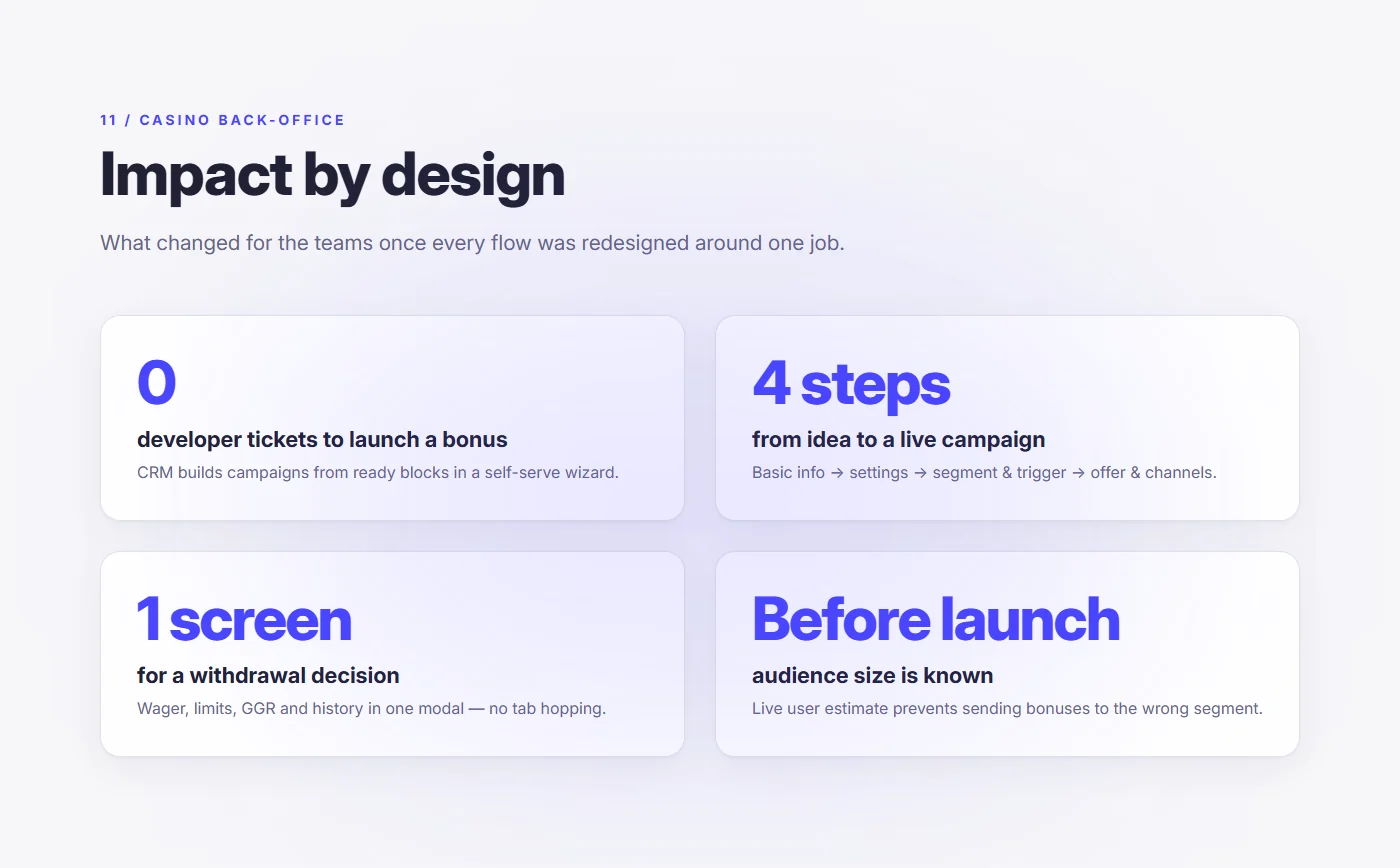 11 / CASINO BACK-OFFICE
Impact by design
What changed for the teams once every flow was redesigned around one job.
0
developer tickets to launch a bonus
CRM builds campaigns from ready blocks in a self-serve wizard.
4 steps
from idea to a live campaign
Basic info → settings → segment & trigger → offer & channels.
1 screen
for a withdrawal decision
Wager, limits, GGR and history in one modal — no tab hopping.
Before launch
audience size is known
Live user estimate prevents sending bonuses to the wrong segment.